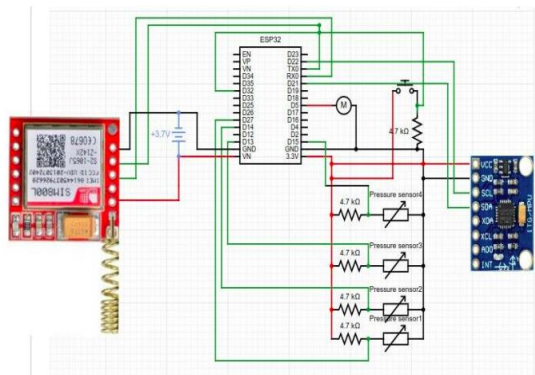 ESP32
EN
VP
VN
D34
D35
D32
D33
D25
D26
D27
D14
D12
D13
GND
VN
D23
D22
TX0
RX0
D21
D19
D18
D5
D17
D16
D4
D2
D15
GND
3.3V
+3.7V
M
4.7 kΩ
Pressure sensor4
4.7 kΩ
Pressure sensor3
4.7 kΩ
Pressure sensor2
4.7 kΩ
Pressure sensor1
4.7 kΩ
SIM800L
VCC
GND
SCL
SDA
XDA
XCL
ADO
INT
ITG-MPU